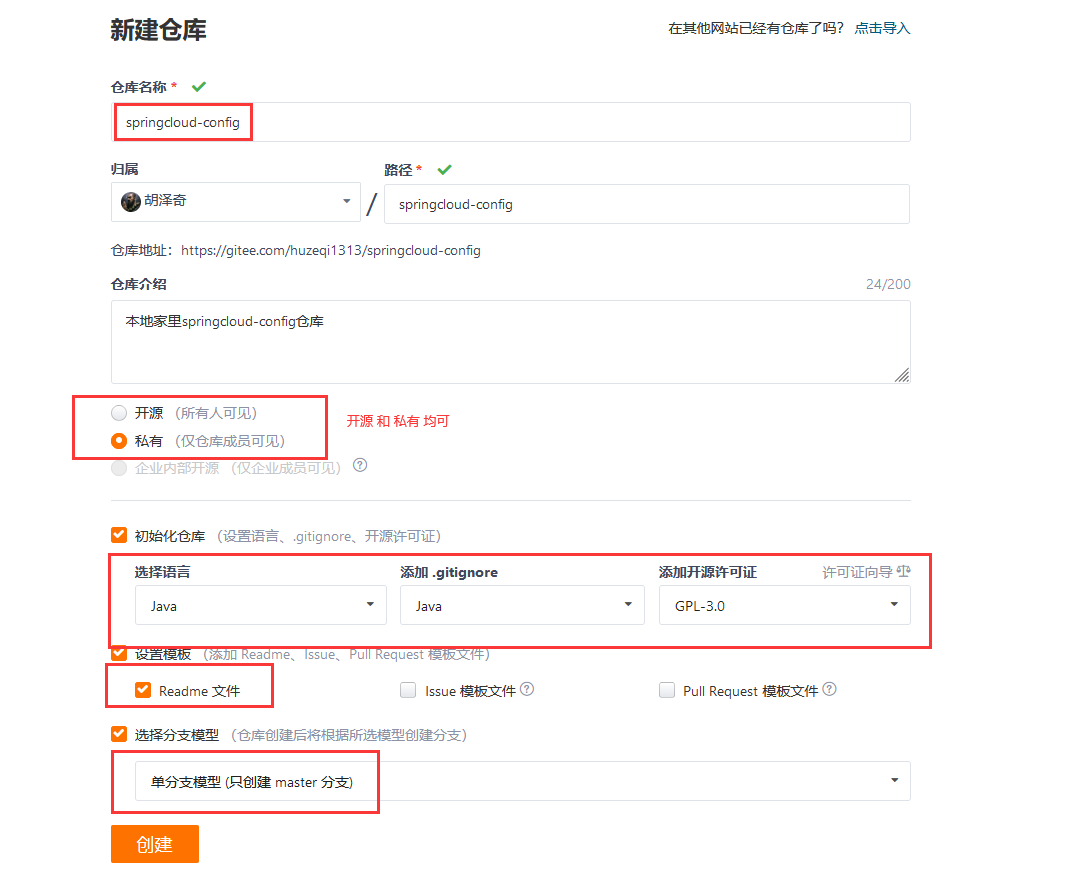 新建仓库
在其他网站已经有仓库了吗? 点击导入
仓库名称 *
springcloud-config
归属
路径 *
胡泽奇 / springcloud-config
仓库地址：https://gitee.com/huzeqi1313/springcloud-config
仓库介绍 24/200
本地家里springcloud-config仓库
开源 （所有人可见）
开源 和 私有 均可
私有 （仅仓库成员可见）
企业内部开源 （仅企业成员可见） ?
初始化仓库 （设置语言、.gitignore、开源许可证）
选择语言 添加 .gitignore 添加开源许可证 许可证向导
Java Java GPL-3.0
设置模板 （添加 Readme、Issue、Pull Request 模板文件）
Readme 文件 Issue 模板文件 ? Pull Request 模板文件 ?
选择分支模型 （仓库创建后将根据所选模型创建分支）
单分支模型 (只创建 master 分支)
创建